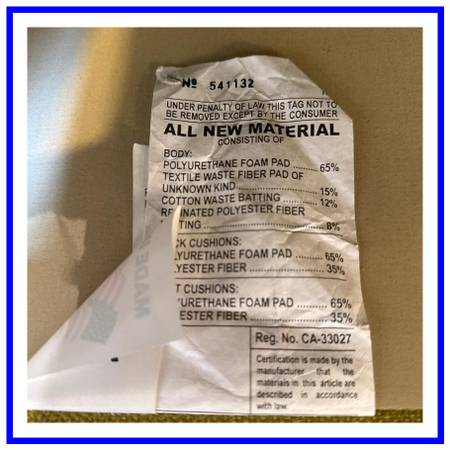 Nº 541132
UNDER PENALTY OF LAW THIS TAG NOT TO
BE REMOVED EXCEPT BY THE CONSUMER
ALL NEW MATERIAL
CONSISTING OF
BODY:
POLYURETHANE FOAM PAD ........ 65%
TEXTILE WASTE FIBER PAD OF
UNKNOWN KIND ........ 15%
COTTON WASTE BATTING ........ 12%
RESINATED POLYESTER FIBER
TING ........ 8%
CK CUSHIONS:
LYURETHANE FOAM PAD ........ 65%
LYESTER FIBER ........ 35%
T CUSHIONS:
URETHANE FOAM PAD ........ 65%
ESTER FIBER ........ 35%
Reg. No. CA-33027
Certification is made by the
manufacturer that the
materials in this article are
described in accordance
with law.
MADE